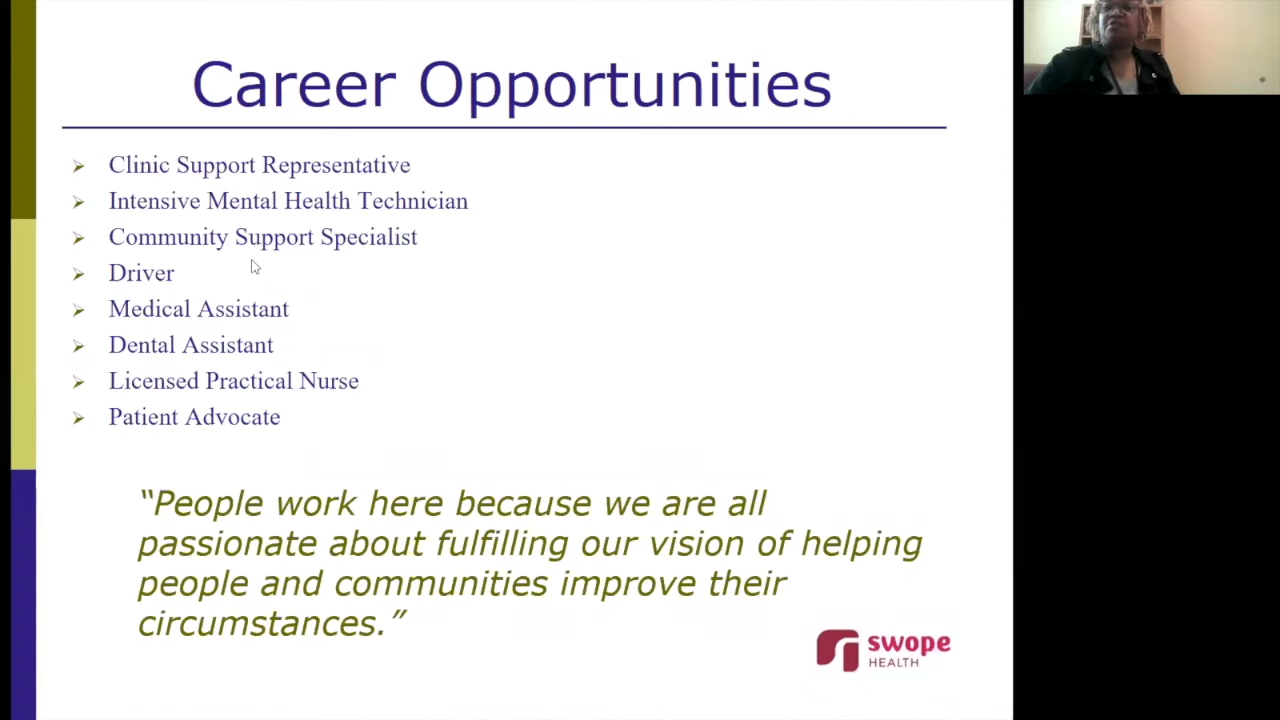 Career Opportunities
Clinic Support Representative
Intensive Mental Health Technician
Community Support Specialist
Driver
Medical Assistant
Dental Assistant
Licensed Practical Nurse
Patient Advocate
“People work here because we are all
passionate about fulfilling our vision of helping
people and communities improve their
circumstances.”
swope
HEALTH